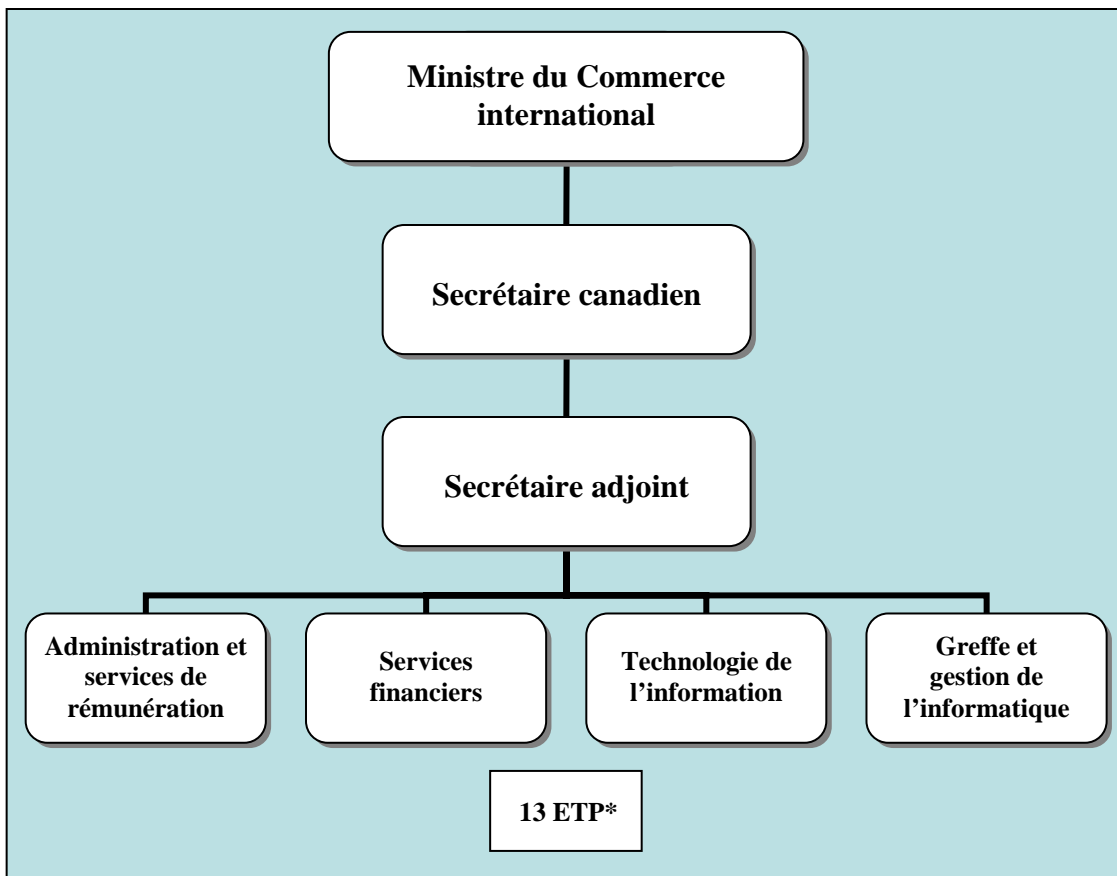 Ministre du Commerce
international
Secrétaire canadien
Secrétaire adjoint
Administration et
services de
rémunération
Services
financiers
Technologie de
l’information
Greffe et
gestion de
l’informatique
13 ETP*